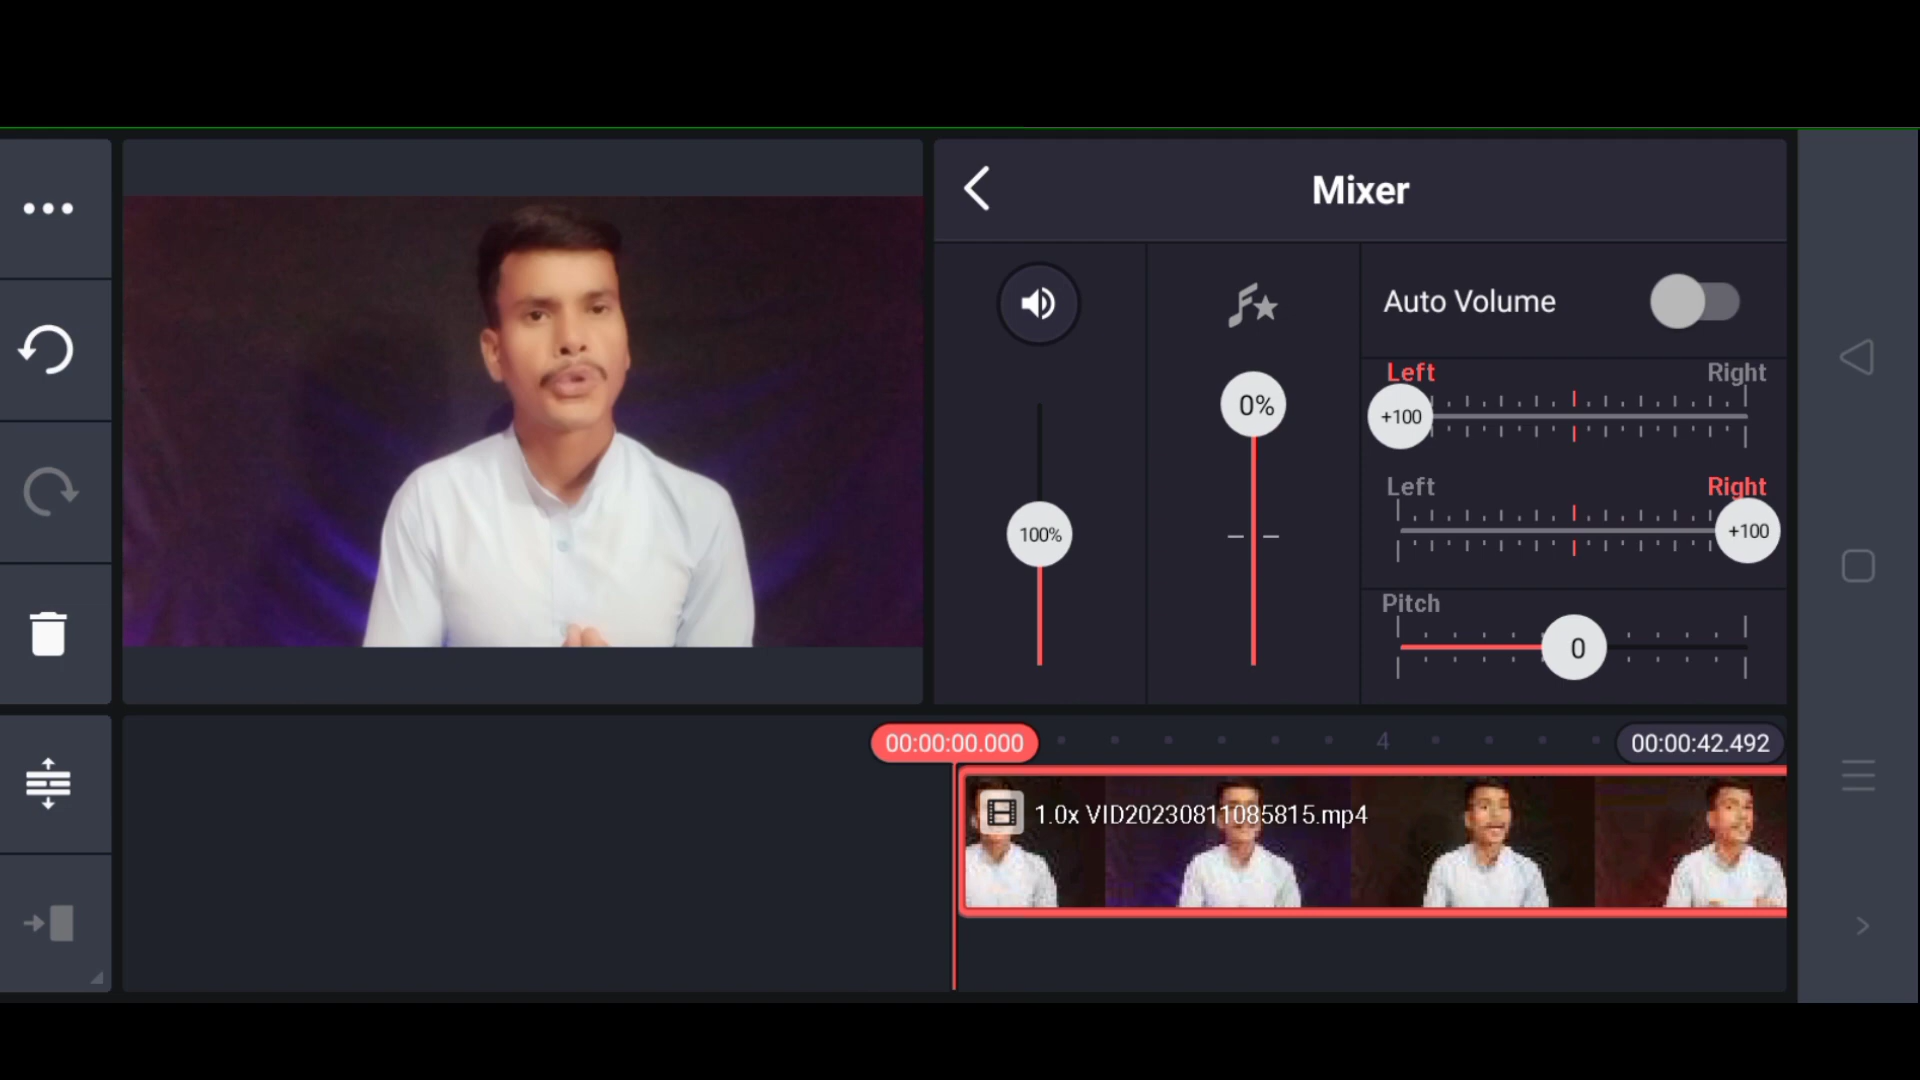 Mixer
Auto Volume
Left Right
+100
0%
Left Right
+100
100%
Pitch
0
00:00:00.000
4
00:00:42.492
1.0x VID20230811085815.mp4